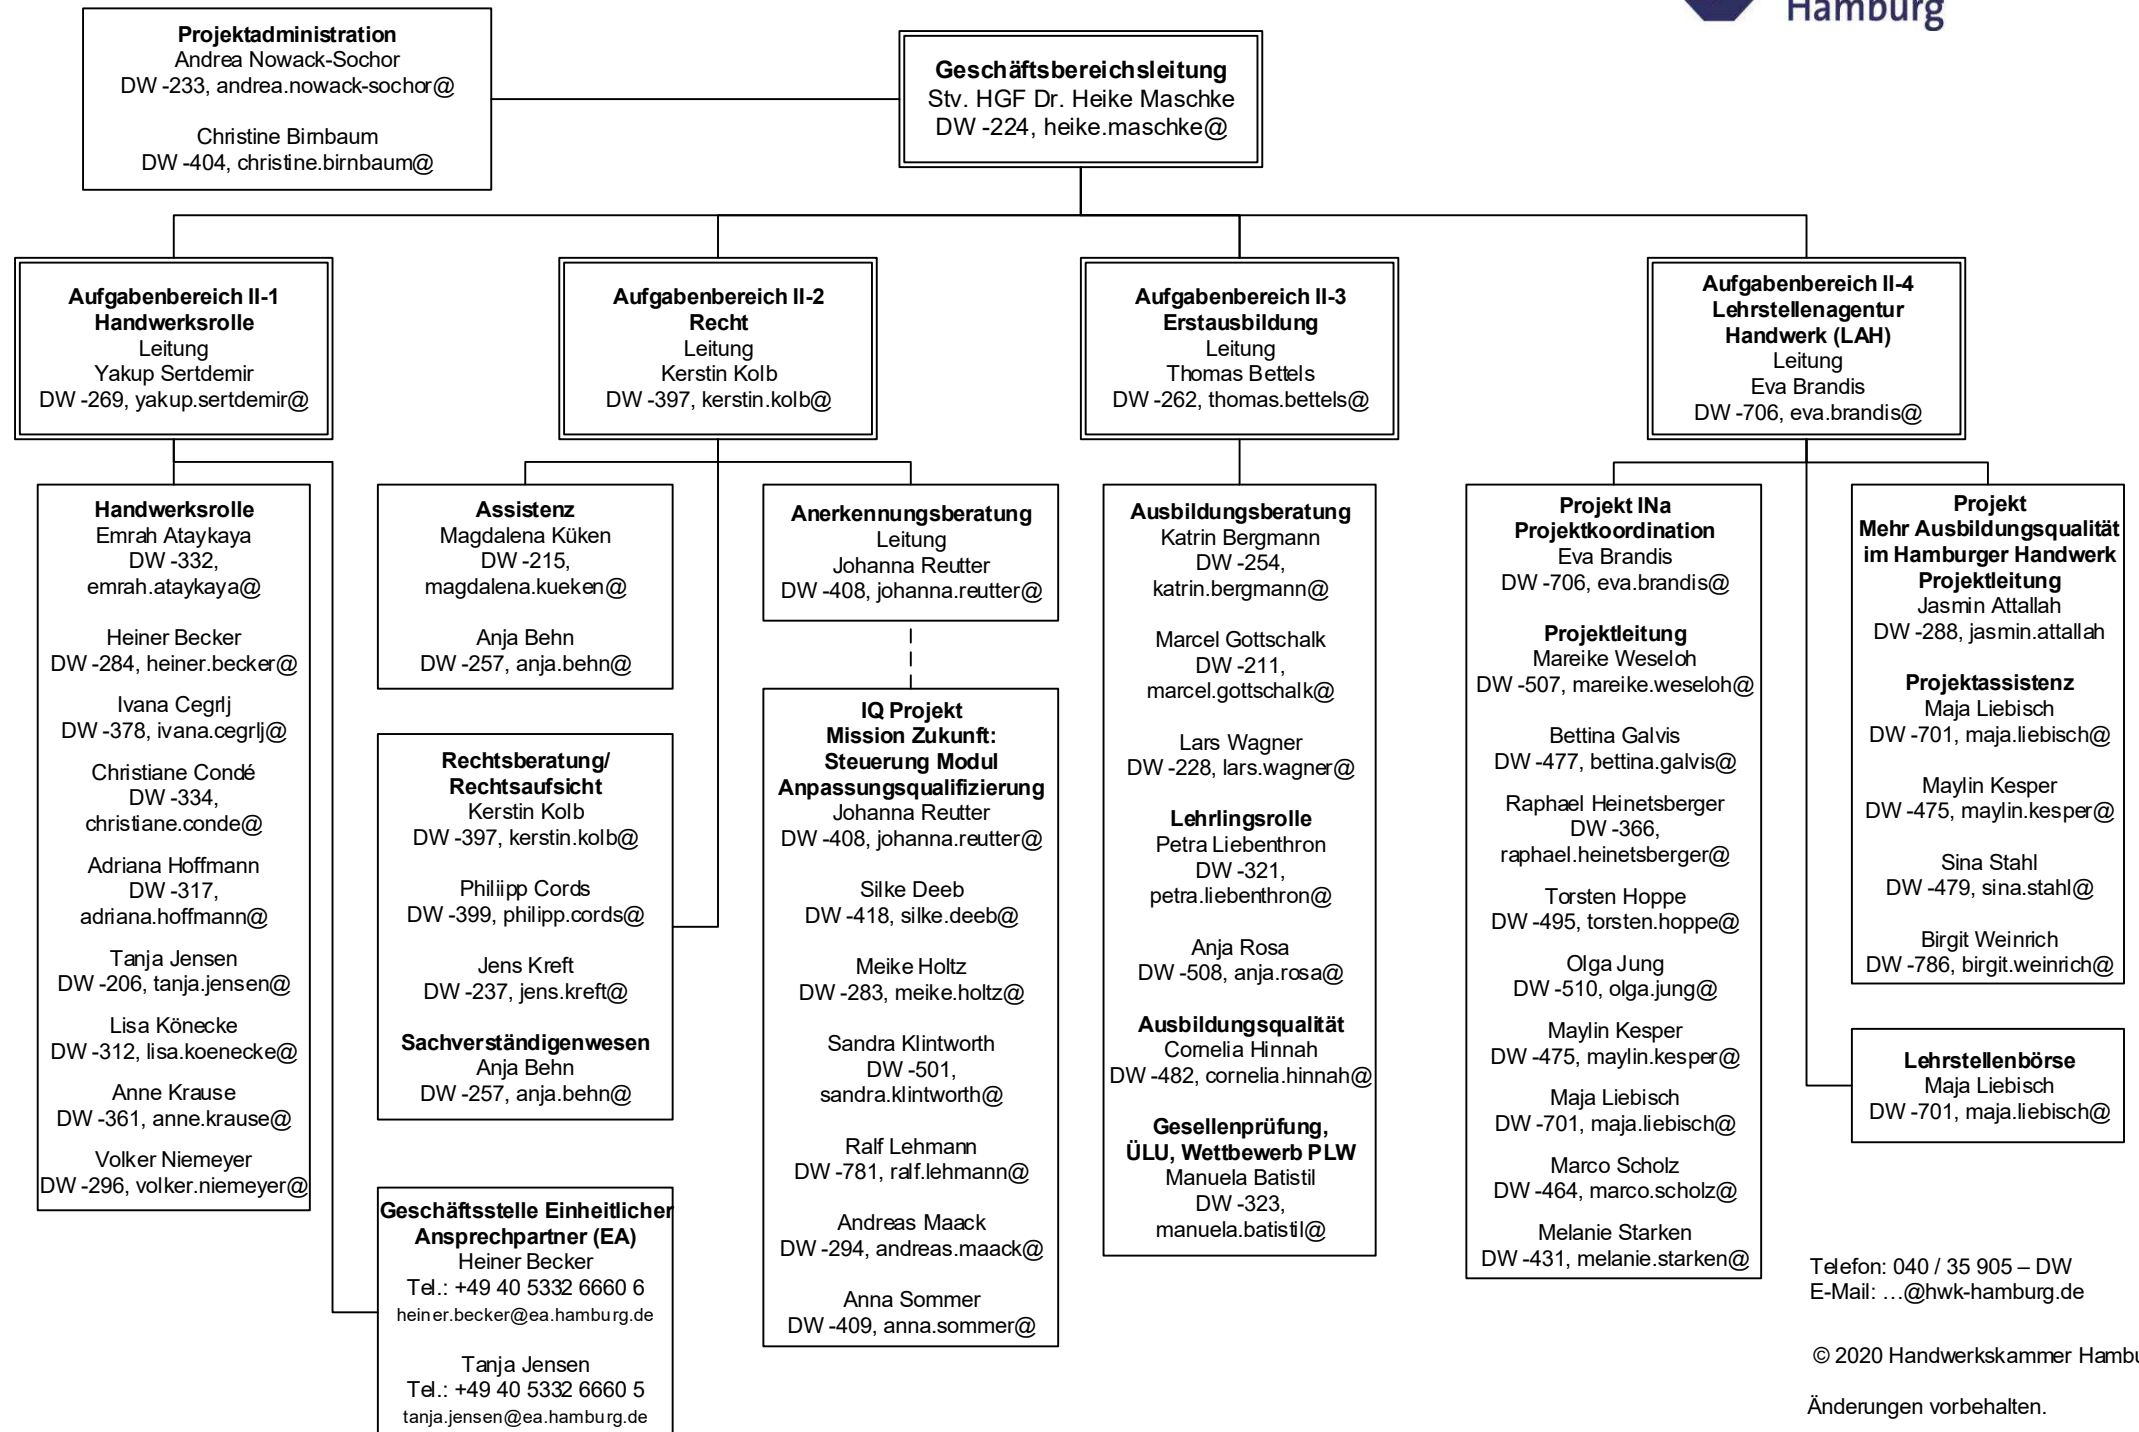 Hamburg
Projektadministration
Andrea Nowack-Sochor
DW -233, andrea.nowack-sochor@
Christine Birnbaum
DW -404, christine.birnbaum@
Geschäftsbereichsleitung
Stv. HGF Dr. Heike Maschke
DW -224, heike.maschke@
Aufgabenbereich II-1
Handwerksrolle
Leitung
Yakup Sertdemir
DW -269, yakup.sertdemir@
Aufgabenbereich II-2
Recht
Leitung
Kerstin Kolb
DW -397, kerstin.kolb@
Aufgabenbereich II-3
Erstausbildung
Leitung
Thomas Bettels
DW -262, thomas.bettels@
Aufgabenbereich II-4
Lehrstellenagentur
Handwerk (LAH)
Leitung
Eva Brandis
DW -706, eva.brandis@
Handwerksrolle
Emrah Ataykaya
DW -332,
emrah.ataykaya@
Heiner Becker
DW -284, heiner.becker@
Ivana Cegrlj
DW -378, ivana.cegrlj@
Christiane Condé
DW -334,
christiane.conde@
Adriana Hoffmann
DW -317,
adriana.hoffmann@
Tanja Jensen
DW -206, tanja.jensen@
Lisa Könecke
DW -312, lisa.koenecke@
Anne Krause
DW -361, anne.krause@
Volker Niemeyer
DW -296, volker.niemeyer@
Assistenz
Magdalena Küken
DW -215,
magdalena.kueken@
Anja Behn
DW -257, anja.behn@
Rechtsberatung/
Rechtsaufsicht
Kerstin Kolb
DW -397, kerstin.kolb@
Philiipp Cords
DW -399, philipp.cords@
Jens Kreft
DW -237, jens.kreft@
Sachverständigenwesen
Anja Behn
DW -257, anja.behn@
Geschäftsstelle Einheitlicher
Ansprechpartner (EA)
Heiner Becker
Tel.: +49 40 5332 6660 6
heiner.becker@ea.hamburg.de
Tanja Jensen
Tel.: +49 40 5332 6660 5
tanja.jensen@ea.hamburg.de
Anerkennungsberatung
Leitung
Johanna Reutter
DW -408, johanna.reutter@
IQ Projekt
Mission Zukunft:
Steuerung Modul
Anpassungsqualifizierung
Johanna Reutter
DW -408, johanna.reutter@
Silke Deeb
DW -418, silke.deeb@
Meike Holtz
DW -283, meike.holtz@
Sandra Klintworth
DW -501,
sandra.klintworth@
Ralf Lehmann
DW -781, ralf.lehmann@
Andreas Maack
DW -294, andreas.maack@
Anna Sommer
DW -409, anna.sommer@
Ausbildungsberatung
Katrin Bergmann
DW -254,
katrin.bergmann@
Marcel Gottschalk
DW -211,
marcel.gottschalk@
Lars Wagner
DW -228, lars.wagner@
Lehrlingsrolle
Petra Liebenthron
DW -321,
petra.liebenthron@
Anja Rosa
DW -508, anja.rosa@
Ausbildungsqualität
Cornelia Hinnah
DW -482, cornelia.hinnah@
Gesellenprüfung,
ÜLU, Wettbewerb PLW
Manuela Batistil
DW -323,
manuela.batistil@
Projekt INa
Projektkoordination
Eva Brandis
DW -706, eva.brandis@
Projektleitung
Mareike Weseloh
DW -507, mareike.weseloh@
Bettina Galvis
DW -477, bettina.galvis@
Raphael Heinetsberger
DW -366,
raphael.heinetsberger@
Torsten Hoppe
DW -495, torsten.hoppe@
Olga Jung
DW -510, olga.jung@
Maylin Kesper
DW -475, maylin.kesper@
Maja Liebisch
DW -701, maja.liebisch@
Marco Scholz
DW -464, marco.scholz@
Melanie Starken
DW -431, melanie.starken@
Projekt
Mehr Ausbildungsqualität
im Hamburger Handwerk
Projektleitung
Jasmin Attallah
DW -288, jasmin.attallah
Projektassistenz
Maja Liebisch
DW -701, maja.liebisch@
Maylin Kesper
DW -475, maylin.kesper@
Sina Stahl
DW -479, sina.stahl@
Birgit Weinrich
DW -786, birgit.weinrich@
Lehrstellenbörse
Maja Liebisch
DW -701, maja.liebisch@
Telefon: 040 / 35 905 – DW
E-Mail: …@hwk-hamburg.de
© 2020 Handwerkskammer Hambu
Änderungen vorbehalten.